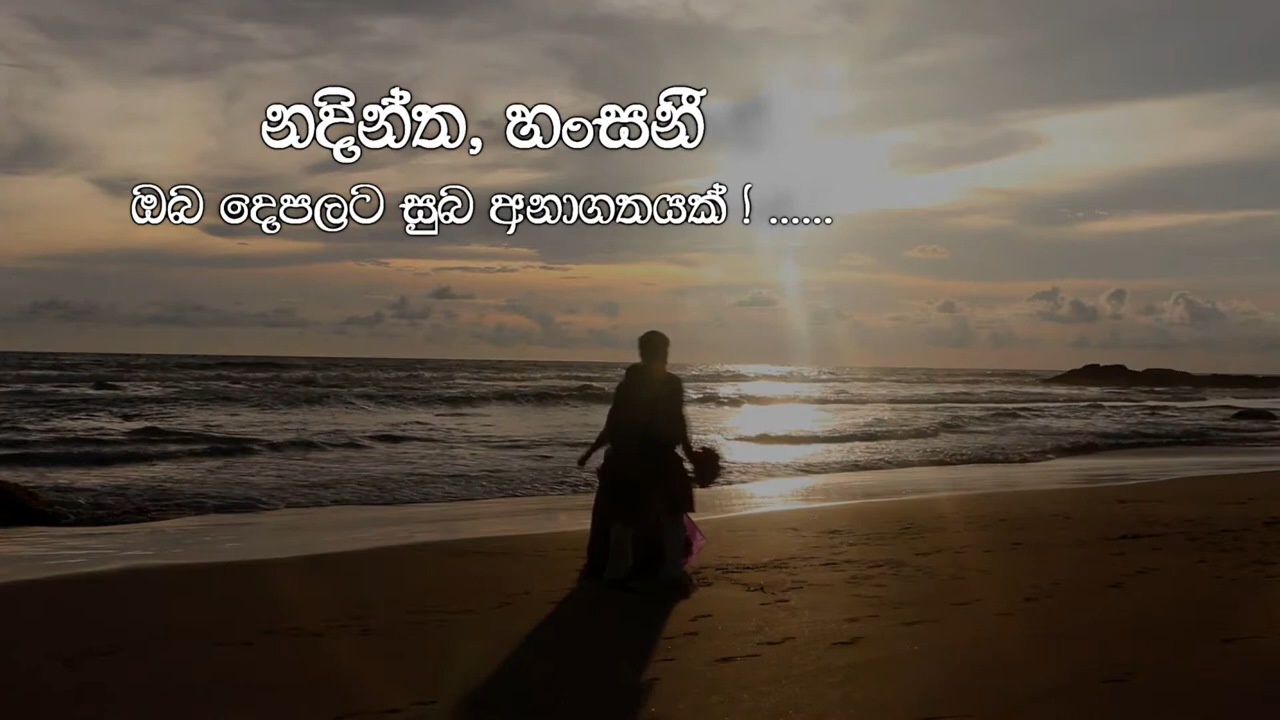 නදින්ත, හංසනී
ඔබ දෙපලට සුබ අනාගතයක් ! ......